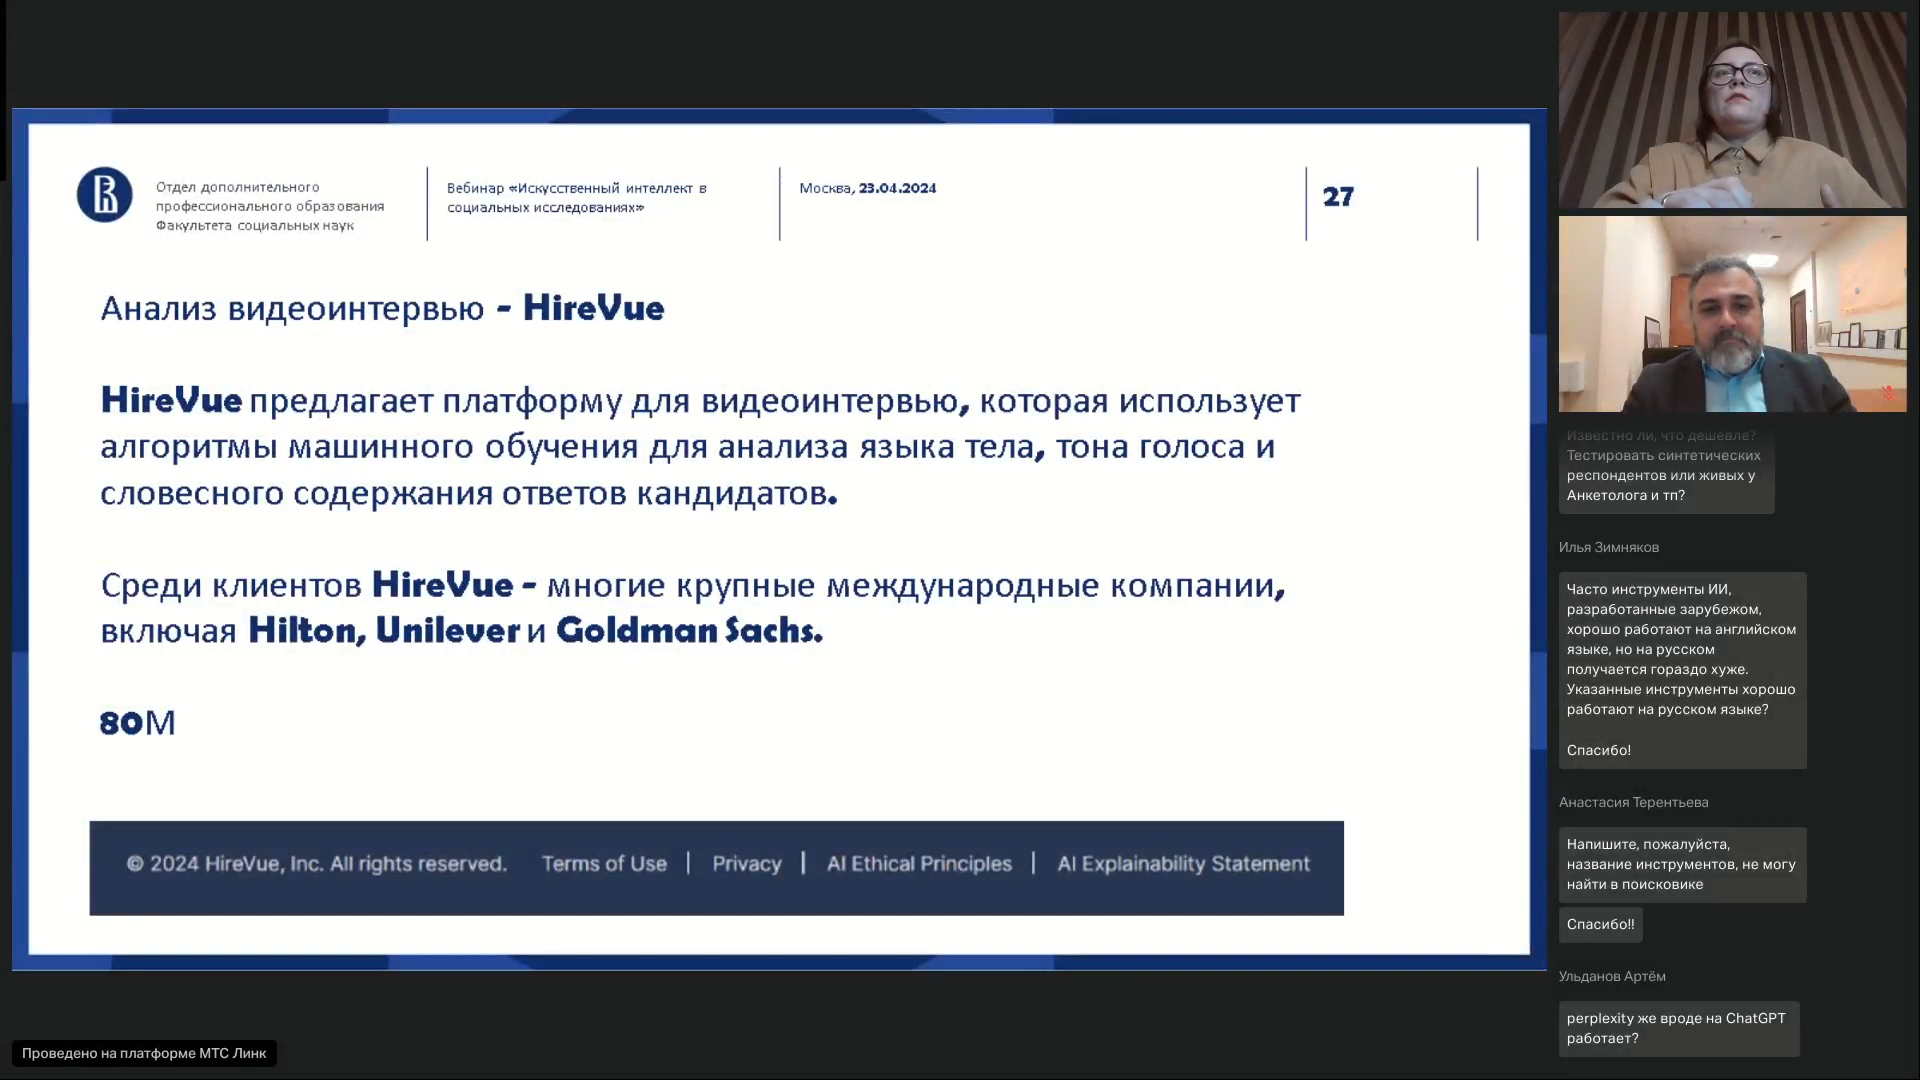 Отдел дополнительного
профессионального образования
Факультета социальных наук
Вебинар «Искусственный интеллект в
социальных исследованиях»
Москва, 23.04.2024
27
Анализ видеоинтервью - HireVue
HireVue предлагает платформу для видеоинтервью, которая использует
алгоритмы машинного обучения для анализа языка тела, тона голоса и
словесного содержания ответов кандидатов.
Среди клиентов HireVue - многие крупные международные компании,
включая Hilton, Unilever и Goldman Sachs.
80М
© 2024 HireVue, Inc. All rights reserved. Terms of Use | Privacy | AI Ethical Principles | AI Explainability Statement
Проведено на платформе МТС Линк
Известно ли, что дешевле?
Тестировать синтетических
респондентов или живых у
Анкетолога и тп?
Илья Зимняков
Часто инструменты ИИ,
разработанные зарубежом,
хорошо работают на английском
языке, но на русском
получается гораздо хуже.
Указанные инструменты хорошо
работают на русском языке?
Спасибо!
Анастасия Терентьева
Напишите, пожалуйста,
название инструментов, не могу
найти в поисковике
Спасибо!!
Ульданов Артём
perplexity же вроде на ChatGPT
работает?